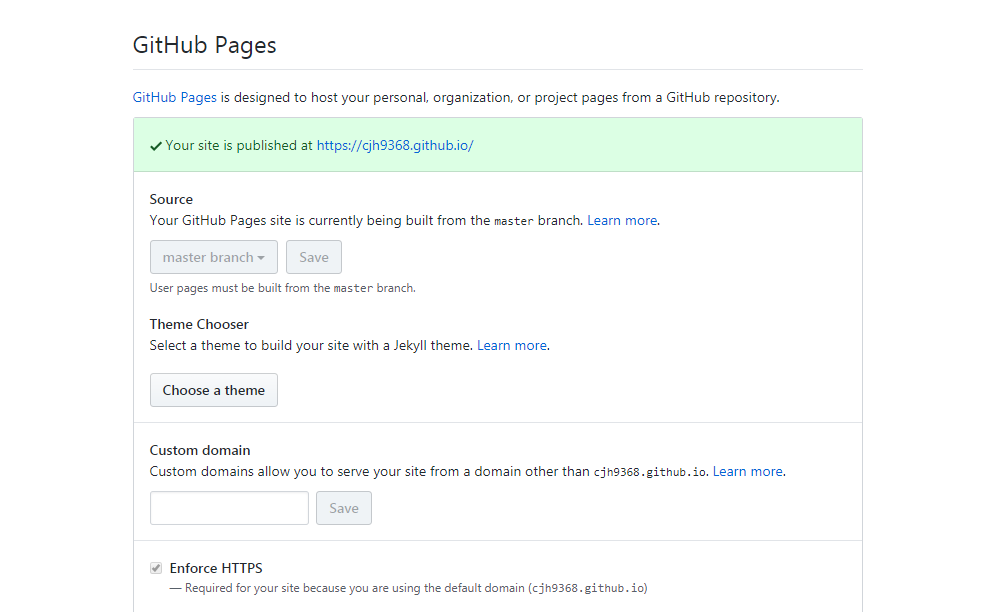 GitHub Pages
GitHub Pages is designed to host your personal, organization, or project pages from a GitHub repository.
Your site is published at https://cjh9368.github.io/
Source
Your GitHub Pages site is currently being built from the master branch. Learn more.
master branch Save
User pages must be built from the master branch.
Theme Chooser
Select a theme to build your site with a Jekyll theme. Learn more.
Choose a theme
Custom domain
Custom domains allow you to serve your site from a domain other than cjh9368.github.io. Learn more.
Save
Enforce HTTPS
— Required for your site because you are using the default domain (cjh9368.github.io)